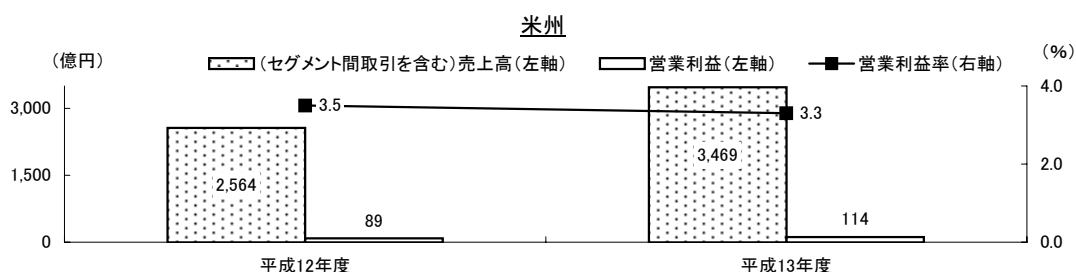 米州
(億円)
(%)
(セグメント間取引を含む)売上高(左軸)
営業利益(左軸)
営業利益率(右軸)
4.0
3,000
3.5
3.3
3,469
2.0
1,500
2,564
89
114
0
0.0
平成12年度
平成13年度